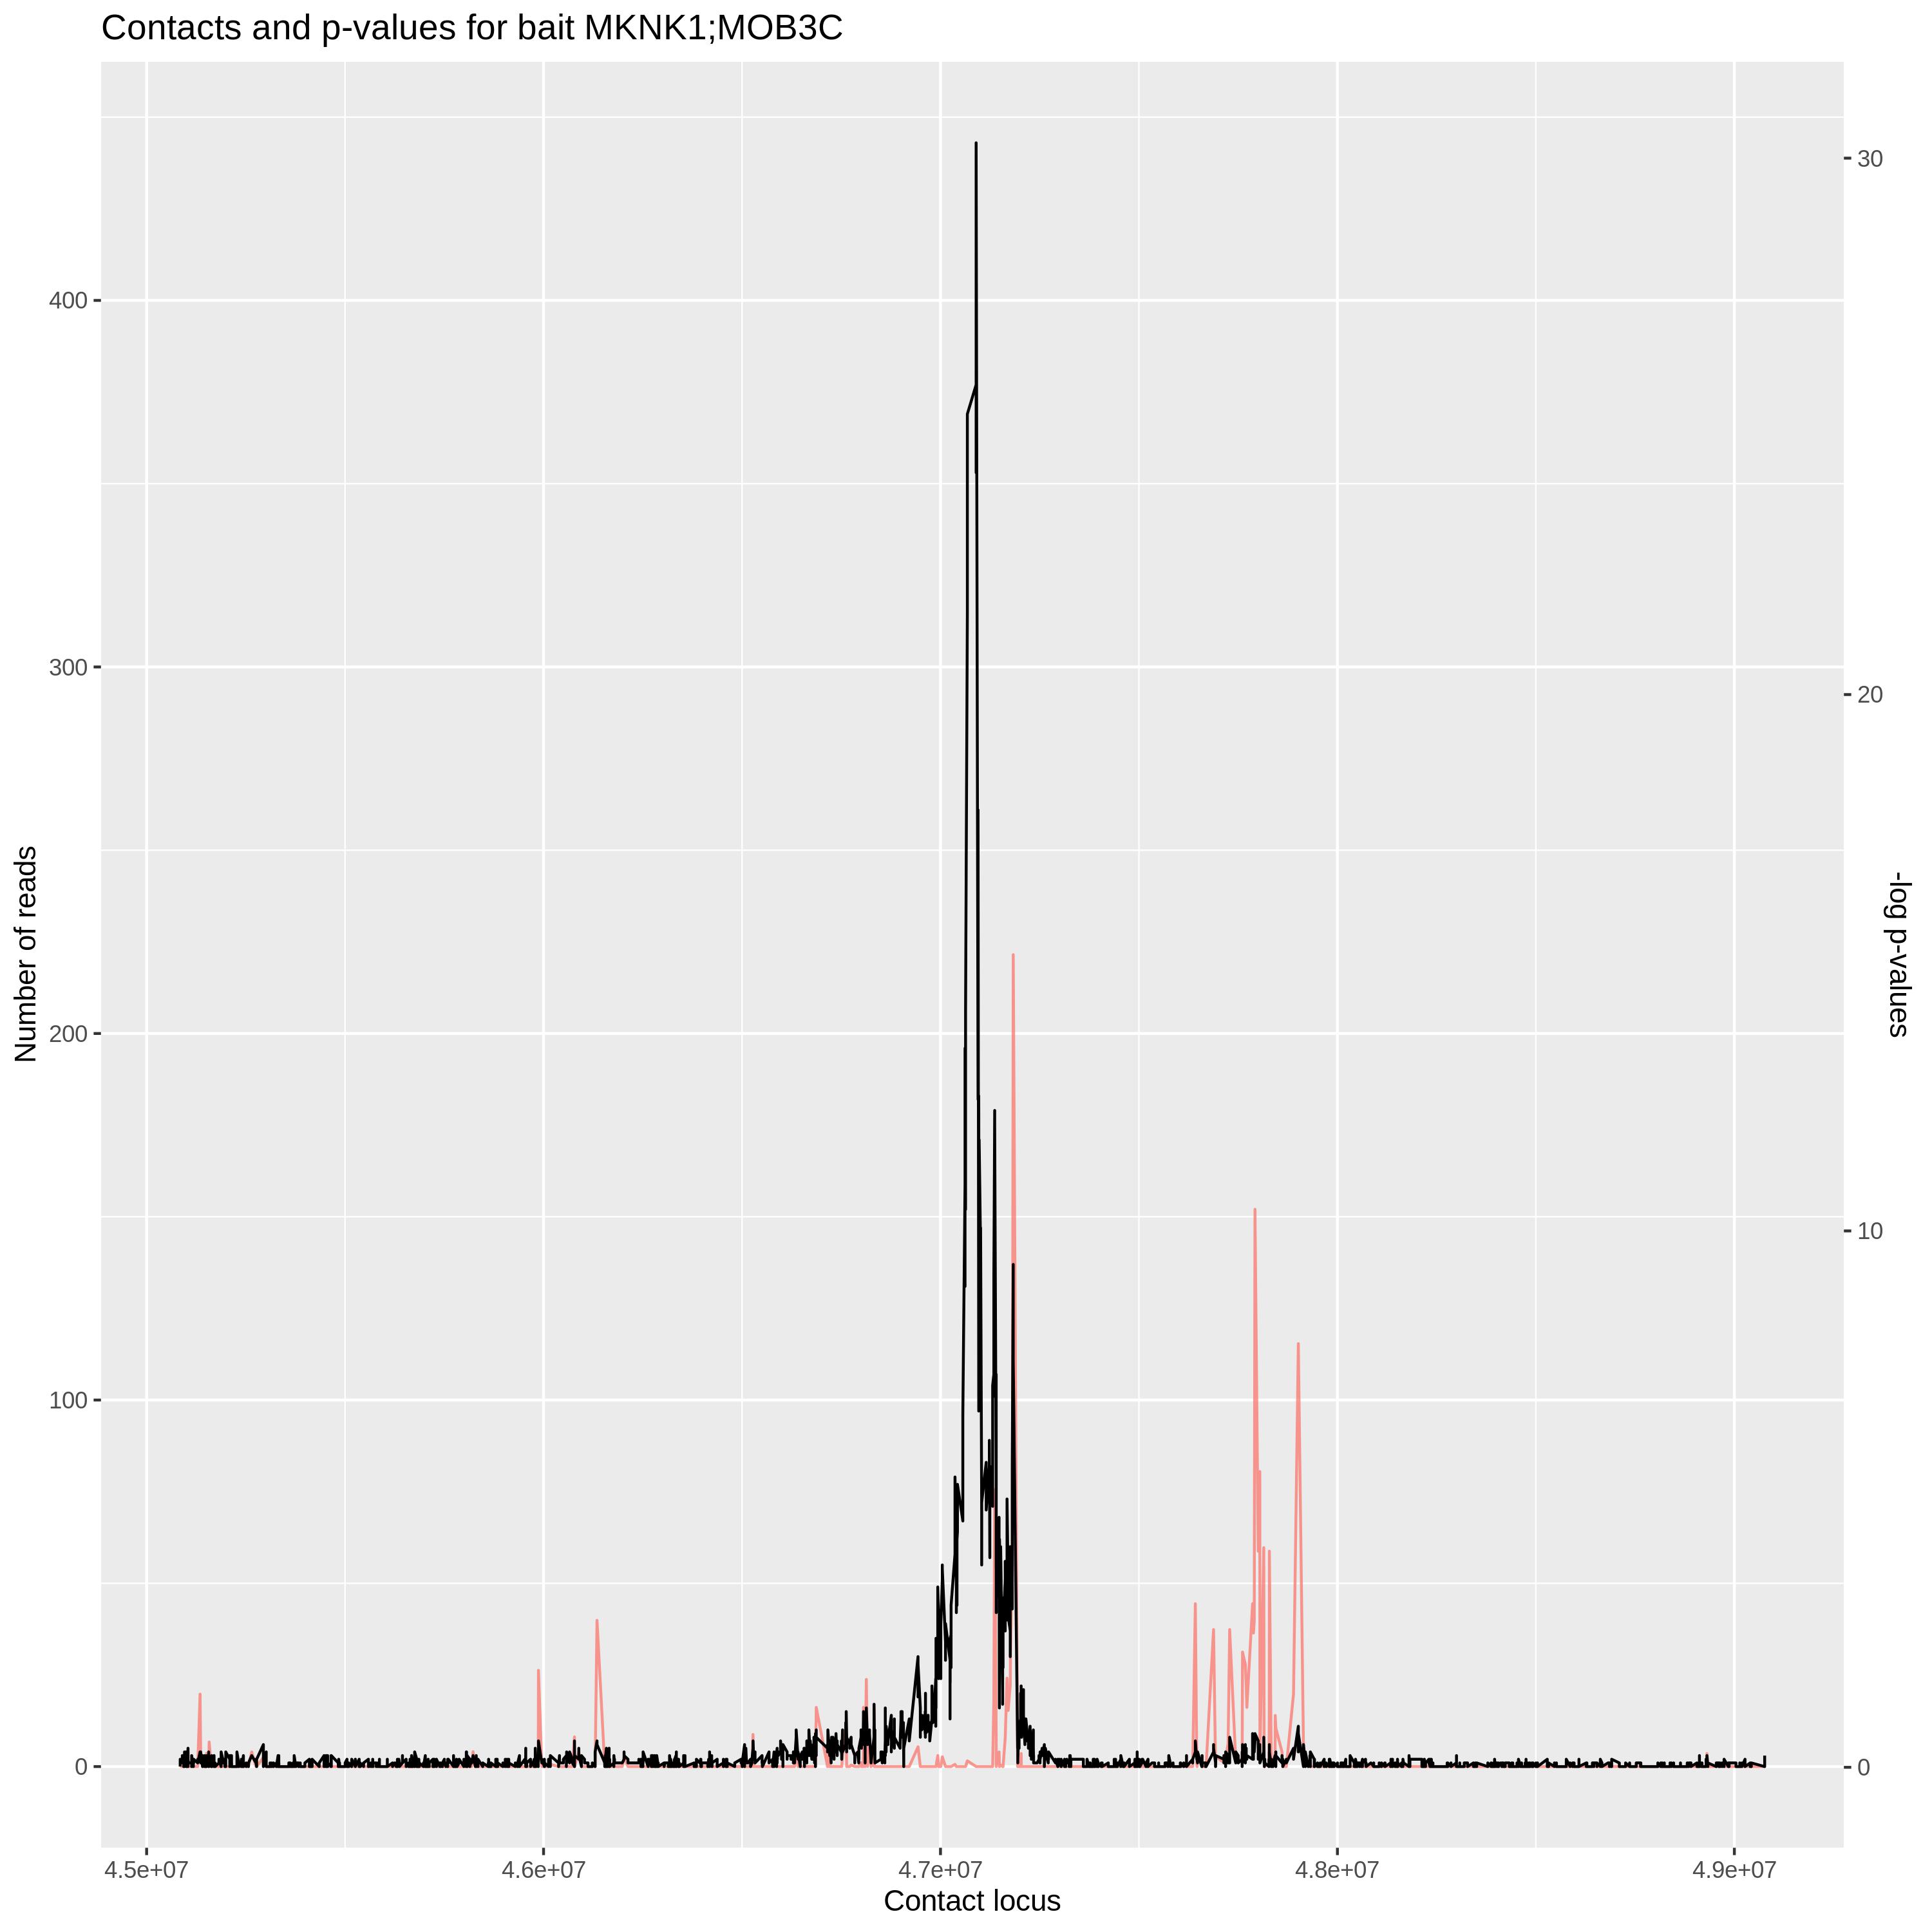 Contacts and p-values for bait MKNK1;MOB3C
Number of reads
400
300
200
100
0
30
20
10
0
-log p-values
4.5e+07
4.6e+07
4.7e+07
4.8e+07
4.9e+07
Contact locus